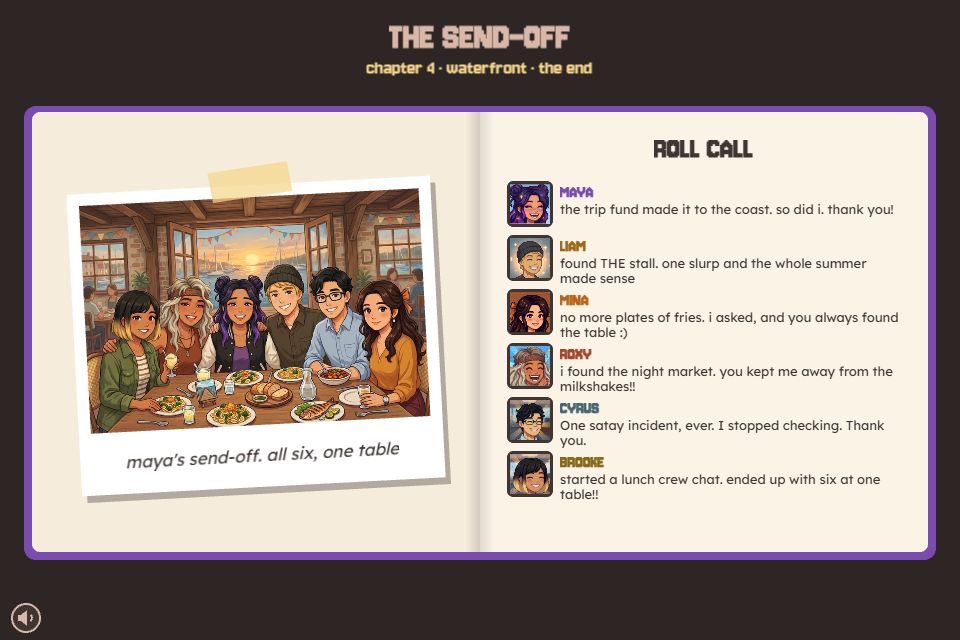 THE SEND-OFF
chapter 4 · waterfront · the end
maya's send-off. all six, one table
ROLL CALL
MAYA
the trip fund made it to the coast. so did i. thank you!
LIAM
found THE stall. one slurp and the whole summer
made sense
MINA
no more plates of fries. i asked, and you always found
the table :)
ROXY
i found the night market. you kept me away from the
milkshakes!!
CYRUS
One satay incident, ever. I stopped checking. Thank
you.
BROOKE
started a lunch crew chat. ended up with six at one
table!!